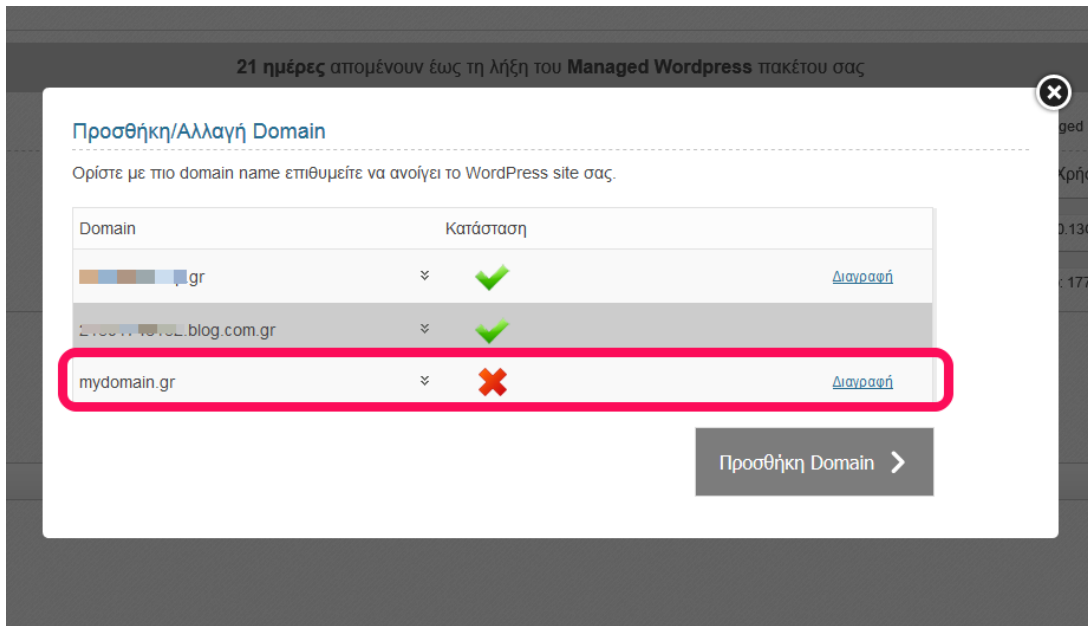 21 ημέρες απομένουν έως τη λήξη του Managed Wordpress πακέτου σας
Προσθήκη/Αλλαγή Domain
Ορίστε με πιο domain name επιθυμείτε να ανοίγει το WordPress site σας.
Domain Κατάσταση
.gr Διαγραφή
.blog.com.gr
mydomain.gr Διαγραφή
Προσθήκη Domain